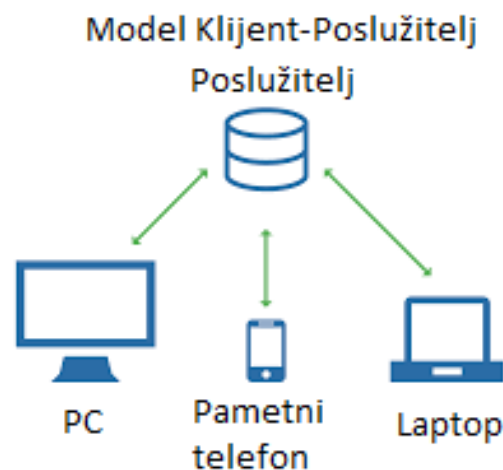 Model Klijent-Poslužitelj
Poslužitelj
PC
Pametni
telefon
Laptop